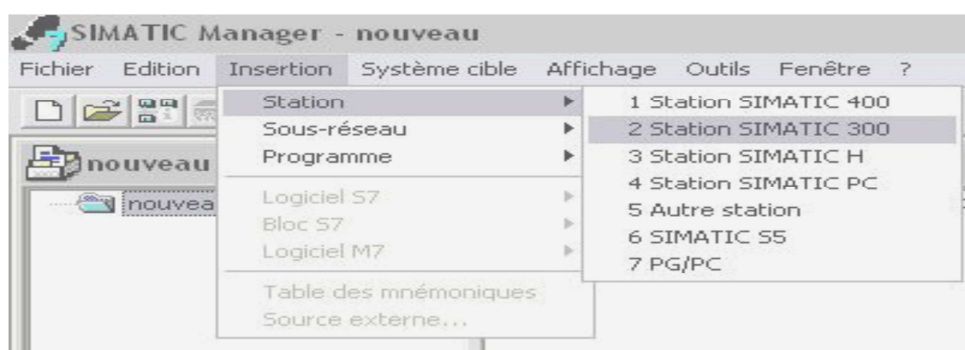 SIMATIC Manager - nouveau
Fichier Edition Insertion Système cible Affichage Outils Fenêtre ?
nouveau
nouvea
Station
Sous-réseau
Programme
Logiciel S7
Bloc S7
Logiciel M7
Table des mnémoniques
Source externe...
1 Station SIMATIC 400
2 Station SIMATIC 300
3 Station SIMATIC H
4 Station SIMATIC PC
5 Autre station
6 SIMATIC S5
7 PG/PC